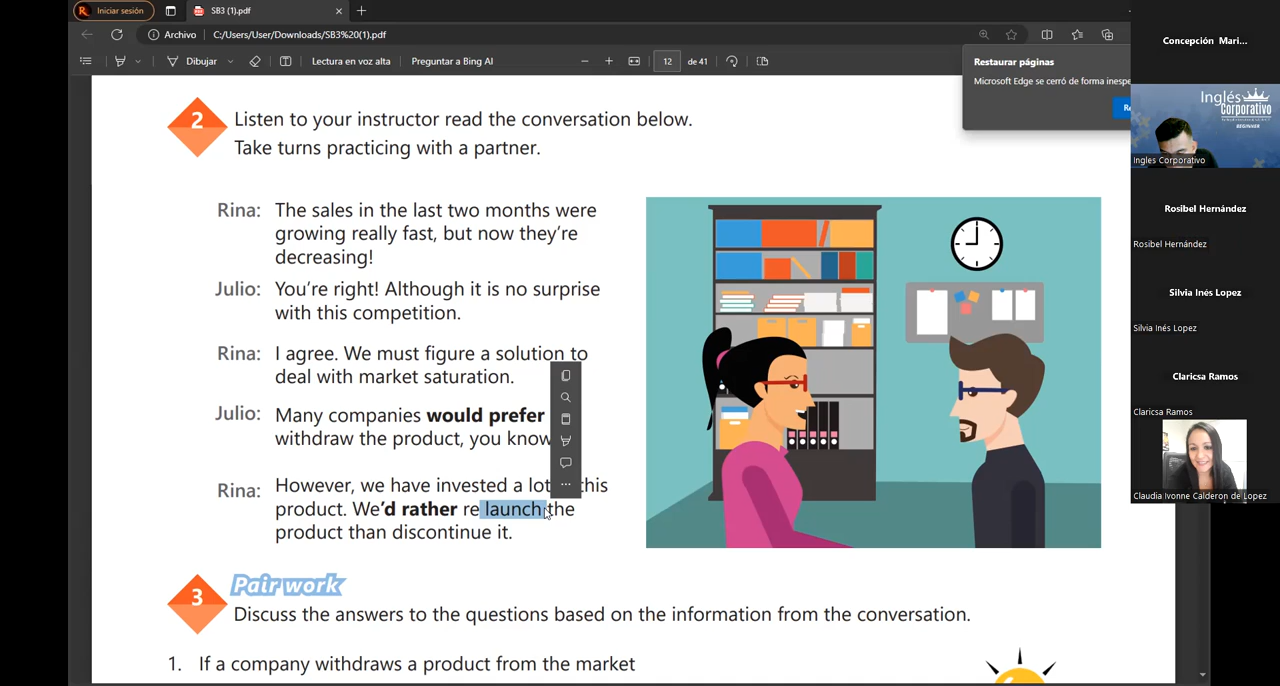 Iniciar sesión
SB3 (1).pdf
Archivo
C:/Users/User/Downloads/SB3%20(1).pdf
Dibujar
Lectura en voz alta
Preguntar a Bing AI
12
de 41
Restaurar páginas
Microsoft Edge se cerró de forma inespe
Re
2
Listen to your instructor read the conversation below.
Take turns practicing with a partner.
Rina: The sales in the last two months were
growing really fast, but now they're
decreasing!
Julio: You're right! Although it is no surprise
with this competition.
Rina: I agree. We must figure a solution to
deal with market saturation.
Julio: Many companies would prefer
withdraw the product, you know
Rina: However, we have invested a lot this
product. We'd rather re launch the
product than discontinue it.
3
Pair work
Discuss the answers to the questions based on the information from the conversation.
1. If a company withdraws a product from the market
Concepción Mari...
Inglés
Corporativo
BEGINNER
Ingles Corporativo
Rosibel Hernández
Rosibel Hernández
Silvia Inés Lopez
Silvia Inés Lopez
Claricsa Ramos
Claricsa Ramos
Claudia Ivonne Calderon de Lopez